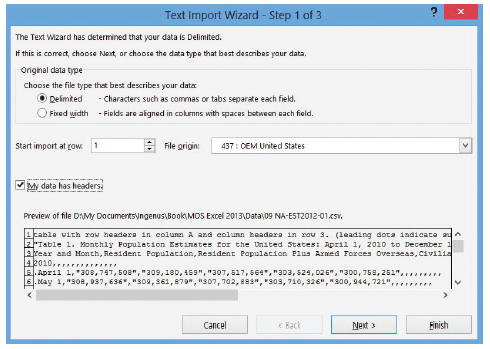 Text Import Wizard - Step 1 of 3
? ×
The Text Wizard has determined that your data is Delimited.
If this is correct, choose Next, or choose the data type that best describes your data.
Original data type
Choose the file type that best describes your data:
Delimited - Characters such as commas or tabs separate each field.
Fixed width - Fields are aligned in columns with spaces between each field.
Start import at row: 1 File origin: 437 : OEM United States
My data has headers.
Preview of file D:\My Documents\Ingenus\Book\MOS Excel 2013\Data\09 NA-EST2012-01.csv.
1 table with row headers in column A and column headers in row 3. (leading dots indicate su
2 "Table 1. Monthly Population Estimates for the United States: April 1, 2010 to December 1
3 Year and Month,Resident Population,Resident Population Plus Armed Forces Overseas,Civilia
4 2010,,,,,,,,,,,,
5 .April 1,"308,747,508","309,180,459","307,517,564","303,524,026","300,758,251",,,,,,,,,
6 .May 1,"308,937,636","309,361,879","307,702,883","303,710,326","300,944,721",,,,,,,,,
Cancel < Back Next > Finish